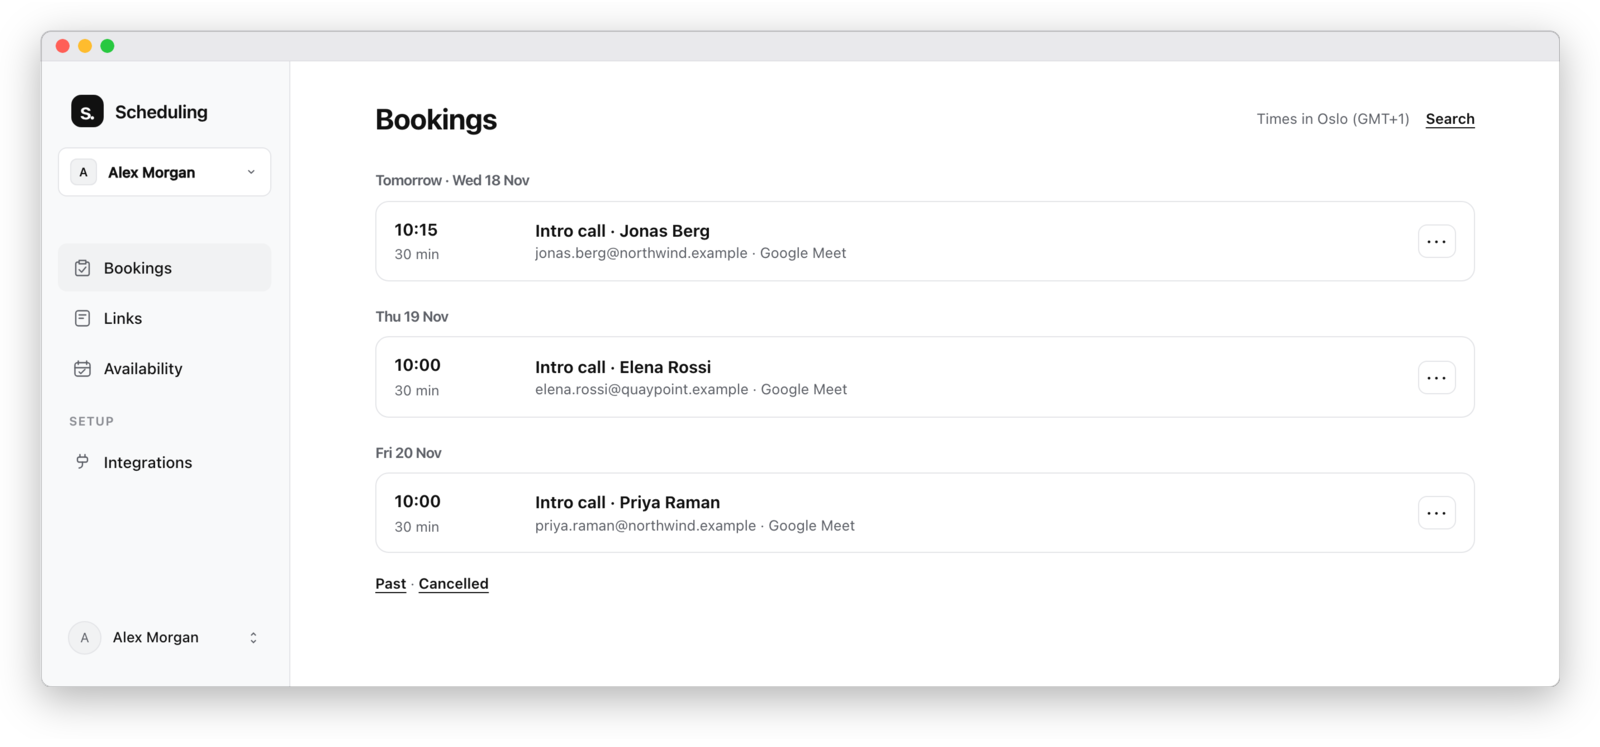 s.
Scheduling
A
Alex Morgan
Bookings
Links
Availability
SETUP
Integrations
A
Alex Morgan
Bookings
Times in Oslo (GMT+1)
Search
Tomorrow · Wed 18 Nov
10:15
30 min
Intro call · Jonas Berg
jonas.berg@northwind.example · Google Meet
Thu 19 Nov
10:00
30 min
Intro call · Elena Rossi
elena.rossi@quaypoint.example · Google Meet
Fri 20 Nov
10:00
30 min
Intro call · Priya Raman
priya.raman@northwind.example · Google Meet
Past · Cancelled